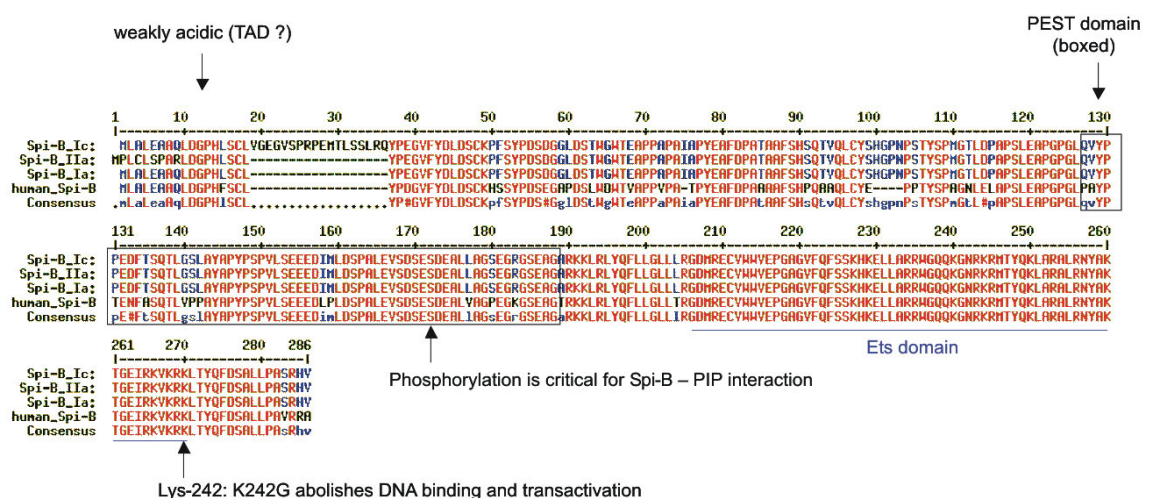 weakly acidic (TAD ?)
PEST domain
(boxed)
1 10 20 30 40 50 60 70 80 90 100 110 120 130
Spi-B_Ic: MLALEAAQLDGPHLSCLVGEGVSPRPEMTLSSLRQYPEGVFYDLDSCKPFSYPDSDGGLDSTWGWTEAPPAPAIAPYEAFDPATAAFSHSQTVQLCYSHGPNPSTYSPMGTLDPAPSLEAPGPGLQVYP
Spi-B_IIa: MPLCLSPARLDGPHLSCL------------------YPEGVFYDLDSCKPFSYPDSDGGLDSTWGWTEAPPAPAIAPYEAFDPATAAFSHSQTVQLCYSHGPNPSTYSPMGTLDPAPSLEAPGPGLQVYP
Spi-B_Ia: MLALEAAQLDGPHLSCL------------------YPEGVFYDLDSCKPFSYPDSDGGLDSTWGWTEAPPAPAIAPYEAFDPATAAFSHSQTVQLCYSHGPNPSTYSPMGTLDPAPSLEAPGPGLQVYP
human_Spi-B MLALEAAQLDGPHFSCL------------------YPDGVFYDLDSCKHSSYPDSEGAPDSLWDWTVAPPVPA-TPYEAFDPAAAAFSHPQAAQLCYE----PPTYSPAGNLELAPSLEAPGPGLPAYP
Consensus .mLaLeaaqLDGPHlSCL..................YP#GVFYDLDSCKpfSYPDS#GglDStWgWteAPPaPAiaPYEAFDPAtAAFSHsQtvQLCYshgpnPsTYSPmGtL#pAPSLEAPGPGLqvYP
131 140 150 160 170 180 190 200 210 220 230 240 250 260
Spi-B_Ic: PEDFTSQTLGSLAYAPYPSPVLSEEEDIMLDSPALEVSDSESDEALLAGSEGRGSEAGARKKLRLYQFLLGLLLRGDMRECVWWVEPGAGVFQFSSKHKELLARRWGQQKGNRKRMTYQKLARALRNYAK
Spi-B_IIa: PEDFTSQTLGSLAYAPYPSPVLSEEEDIMLDSPALEVSDSESDEALLAGSEGRGSEAGARKKLRLYQFLLGLLLRGDMRECVWWVEPGAGVFQFSSKHKELLARRWGQQKGNRKRMTYQKLARALRNYAK
Spi-B_Ia: PEDFTSQTLGSLAYAPYPSPVLSEEEDIMLDSPALEVSDSESDEALLAGSEGRGSEAGARKKLRLYQFLLGLLLRGDMRECVWWVEPGAGVFQFSSKHKELLARRWGQQKGNRKRMTYQKLARALRNYAK
human_Spi-B TENFASQTLVPPAYAPYPSPVLSEEEDLPLDSPALEVSDSESDEALVAGPEGKGSEAGTRKKLRLYQFLLGLLTRGDMRECVWWVEPGAGVFQFSSKHKELLARRWGQQKGNRKRMTYQKLARALRNYAK
Consensus pE#FtSQTLgslAYAPYPSPVLSEEEDimLDSPALEVSDSESDEALlAGsEGrGSEAGaRKKLRLYQFLLGLLlRGDMRECVWWVEPGAGVFQFSSKHKELLARRWGQQKGNRKRMTYQKLARALRNYAK
Ets domain
261 270 280 286
Spi-B_Ic: TGEIRKVKRKLTYQFDSALLPASRHV
Spi-B_IIa: TGEIRKVKRKLTYQFDSALLPASRHV
Spi-B_Ia: TGEIRKVKRKLTYQFDSALLPASRHV
human_Spi-B TGEIRKVKRKLTYQFDSALLPAVRRA
Consensus TGEIRKVKRKLTYQFDSALLPAsRhv
Phosphorylation is critical for Spi-B – PIP interaction
Lys-242: K242G abolishes DNA binding and transactivation